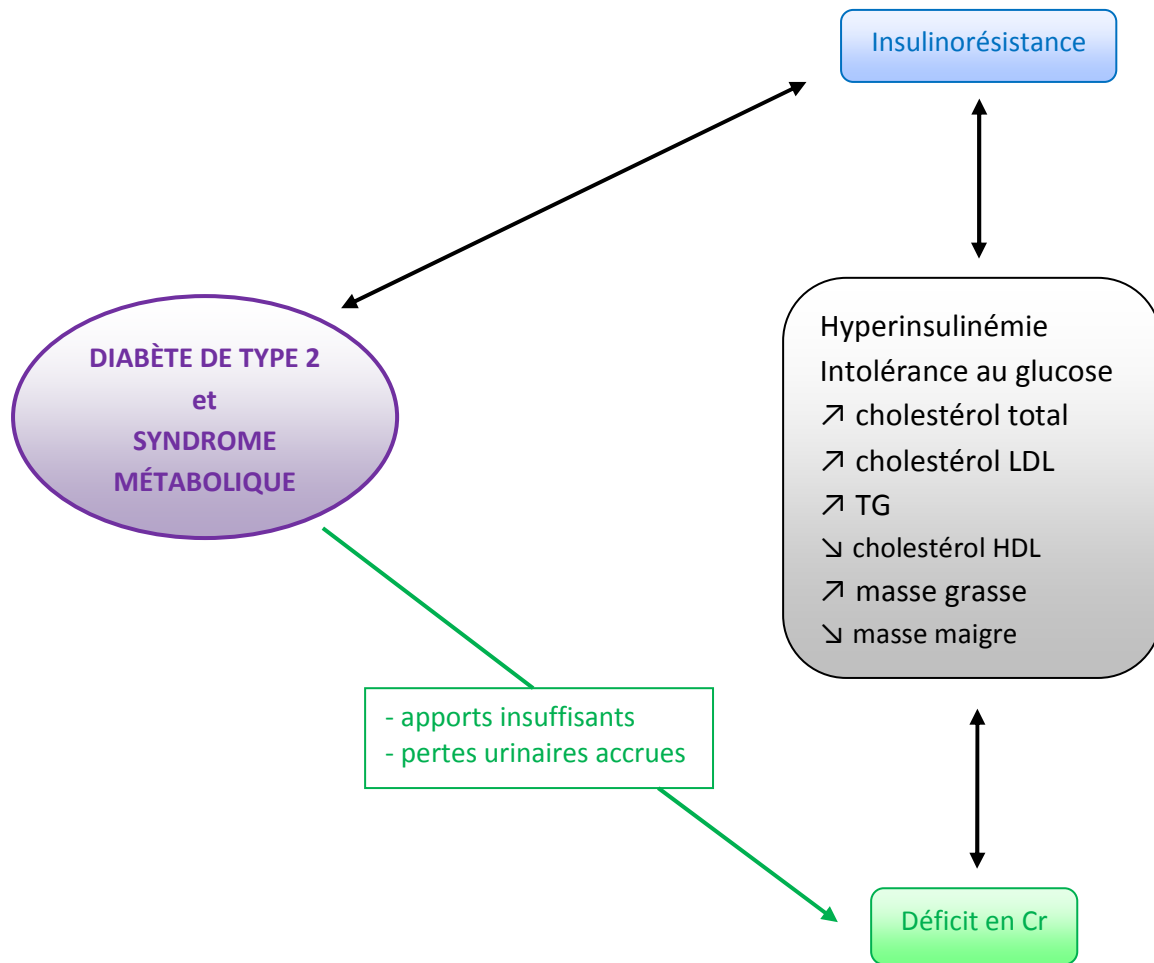 Insulinorésistance
DIABÈTE DE TYPE 2
et
SYNDROME
MÉTABOLIQUE
Hyperinsulinémie
Intolérance au glucose
↗ cholestérol total
↗ cholestérol LDL
↗ TG
↘ cholestérol HDL
↗ masse grasse
↘ masse maigre
- apports insuffisants
- pertes urinaires accrues
Déficit en Cr